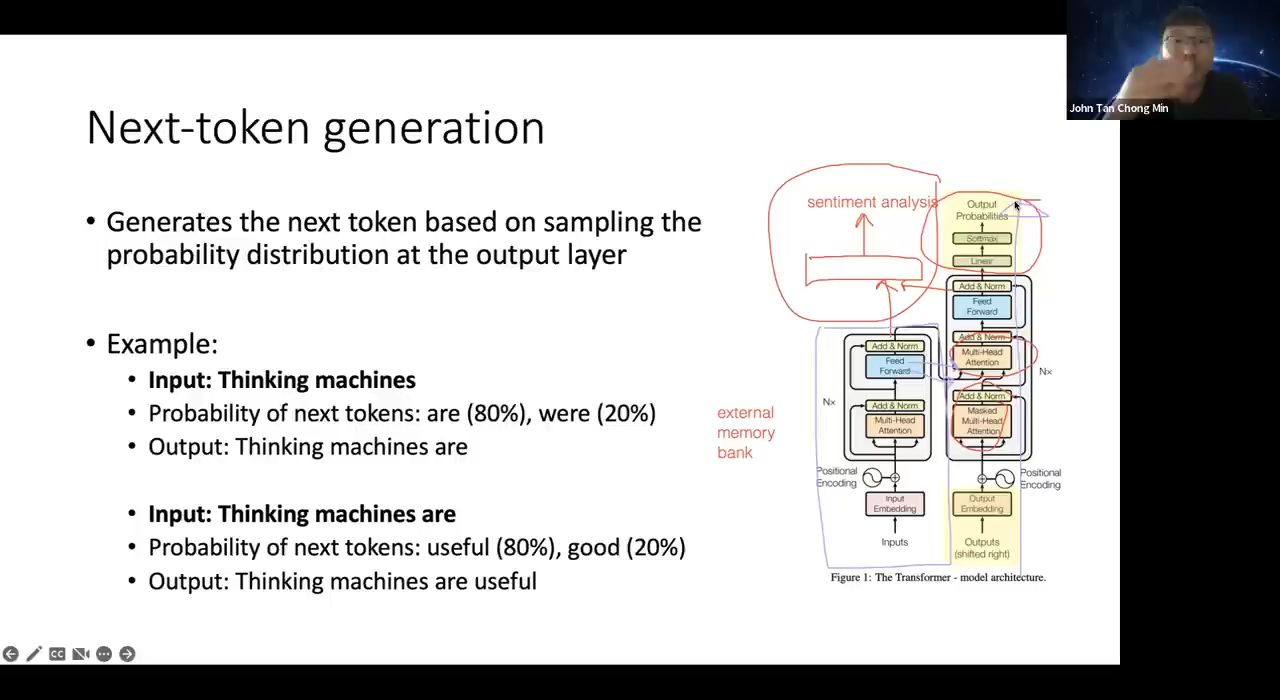 John Tan Chong Min
Next-token generation
• Generates the next token based on sampling the
probability distribution at the output layer
• Example:
• Input: Thinking machines
• Probability of next tokens: are (80%), were (20%)
• Output: Thinking machines are
• Input: Thinking machines are
• Probability of next tokens: useful (80%), good (20%)
• Output: Thinking machines are useful
sentiment analysis
external
memory
bank
Output
Probabilities
Softmax
Linear
Add & Norm
Feed
Forward
Add & Norm
Multi-Head
Attention
Add & Norm
Masked
Multi-Head
Attention
Nx
Add & Norm
Feed
Forward
Add & Norm
Multi-Head
Attention
Nx
Positional
Encoding
Positional
Encoding
Input
Embedding
Output
Embedding
Inputs
Outputs
(shifted right)
Figure 1: The Transformer - model architecture.
CC